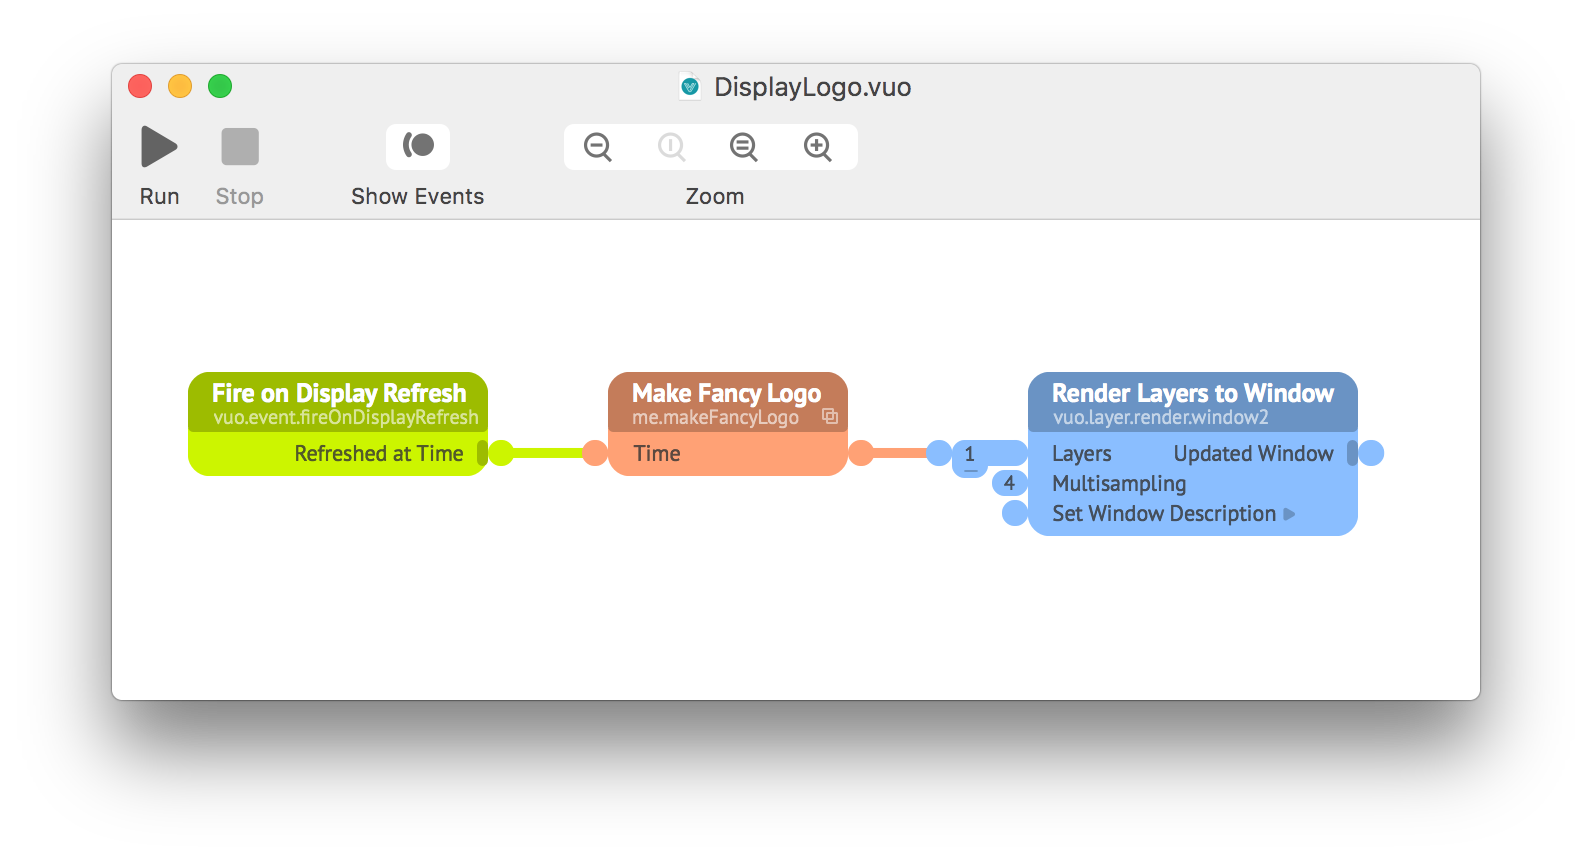 DisplayLogo.vuo
Run
Stop
Show Events
Zoom
Fire on Display Refresh
vuo.event.fireOnDisplayRefresh
Refreshed at Time
Make Fancy Logo
me.makeFancyLogo
Time
Render Layers to Window
vuo.layer.render.window2
1
Layers
Updated Window
4
Multisampling
Set Window Description